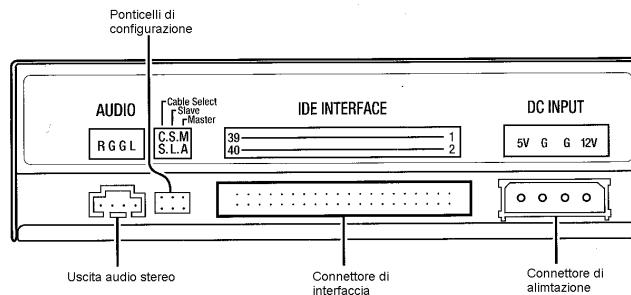 Ponticelli di
configurazione
AUDIO
Cable Select
Slave
Master
IDE INTERFACE
DC INPUT
R G G L
C.S.M
S.L.A
39 1
40 2
5V G G 12V
Uscita audio stereo
Connettore di
interfaccia
Connettore di
alimtazione